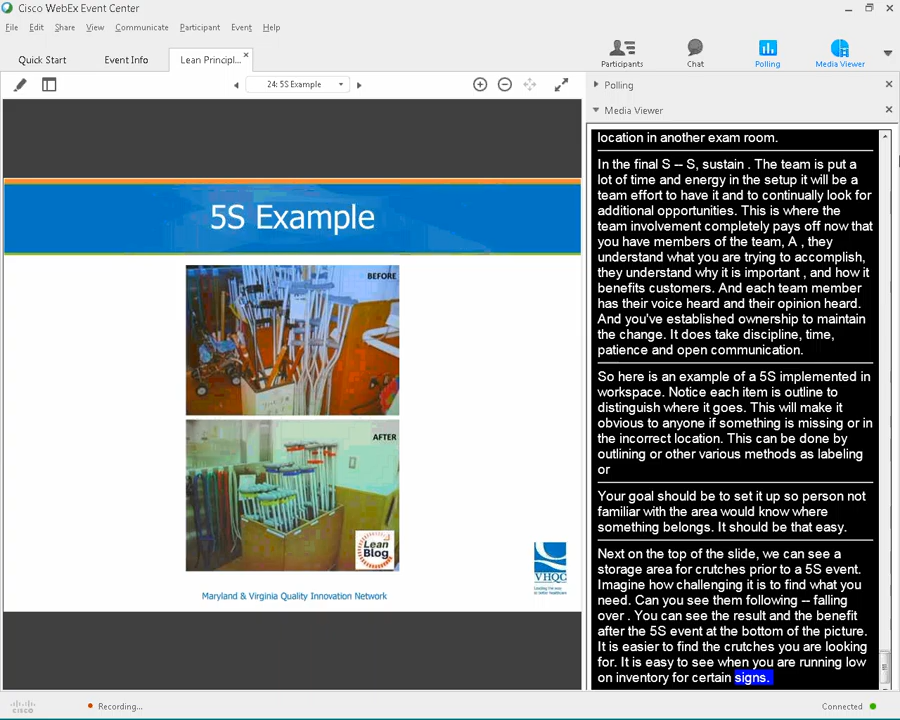 Cisco WebEx Event Center
File Edit Share View Communicate Participant Event Help
Quick Start
Event Info
Lean Principl...
Participants
Chat
Polling
Media Viewer
24: 5S Example
Polling
Media Viewer
5S Example
BEFORE
AFTER
Lean
Blog
VHQC
Maryland & Virginia Quality Innovation Network
location in another exam room.
In the final S -- S, sustain . The team is put a
lot of time and energy in the setup it will be a
team effort to have it and to continually look for
additional opportunities. This is where the
team involvement completely pays off now that
you have members of the team, A , they
understand what you are trying to accomplish,
they understand why it is important , and how it
benefits customers. And each team member
has their voice heard and their opinion heard.
And you've established ownership to maintain
the change. It does take discipline, time,
patience and open communication.
So here is an example of a 5S implemented in
workspace. Notice each item is outline to
distinguish where it goes. This will make it
obvious to anyone if something is missing or in
the incorrect location. This can be done by
outlining or other various methods as labeling
or
Your goal should be to set it up so person not
familiar with the area would know where
something belongs. It should be that easy.
Next on the top of the slide, we can see a
storage area for crutches prior to a 5S event.
Imagine how challenging it is to find what you
need. Can you see them following -- falling
over . You can see the result and the benefit
after the 5S event at the bottom of the picture.
It is easier to find the crutches you are looking
for. It is easy to see when you are running low
on inventory for certain signs.
CISCO
Recording...
Connected